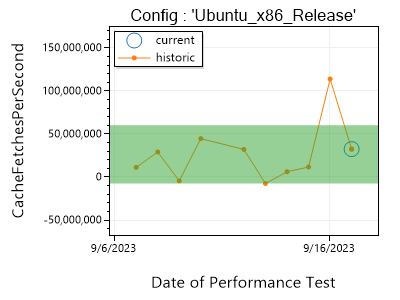 Config : 'Ubuntu_x86_Release'
current
historic
150,000,000
100,000,000
50,000,000
0
-50,000,000
CacheFetchesPerSecond
9/6/2023
9/16/2023
Date of Performance Test